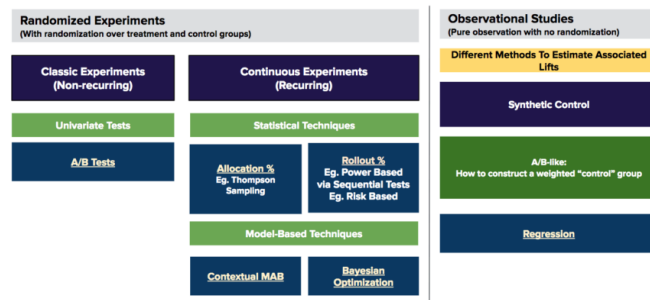 Randomized Experiments
(With randomization over treatment and control groups)
Classic Experiments
(Non-recurring)
Continuous Experiments
(Recurring)
Univariate Tests
Statistical Techniques
A/B Tests
Allocation %
Eg. Thompson
Sampling
Rollout %
Eg. Power Based
via Sequential Tests
Eg. Risk Based
Model-Based Techniques
Contextual MAB
Bayesian
Optimization
Observational Studies
(Pure observation with no randomization)
Different Methods To Estimate Associated
Lifts
Synthetic Control
A/B-like:
How to construct a weighted “control” group
Regression